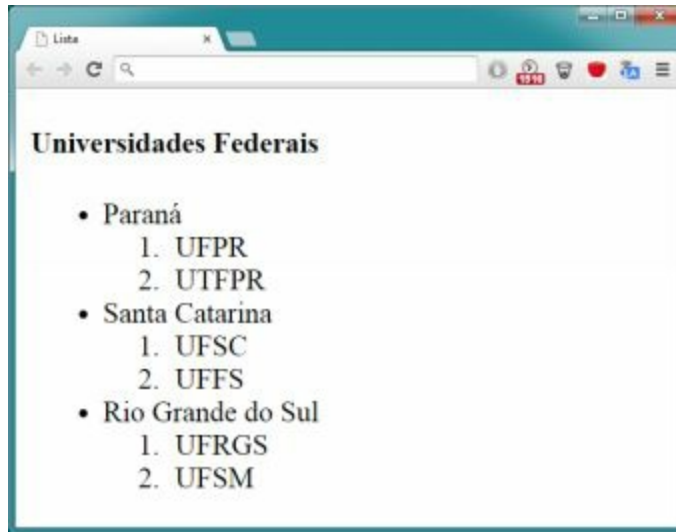 Lista
Universidades Federais
• Paraná
1. UFPR
2. UTFPR
• Santa Catarina
1. UFSC
2. UFFS
• Rio Grande do Sul
1. UFRGS
2. UFSM